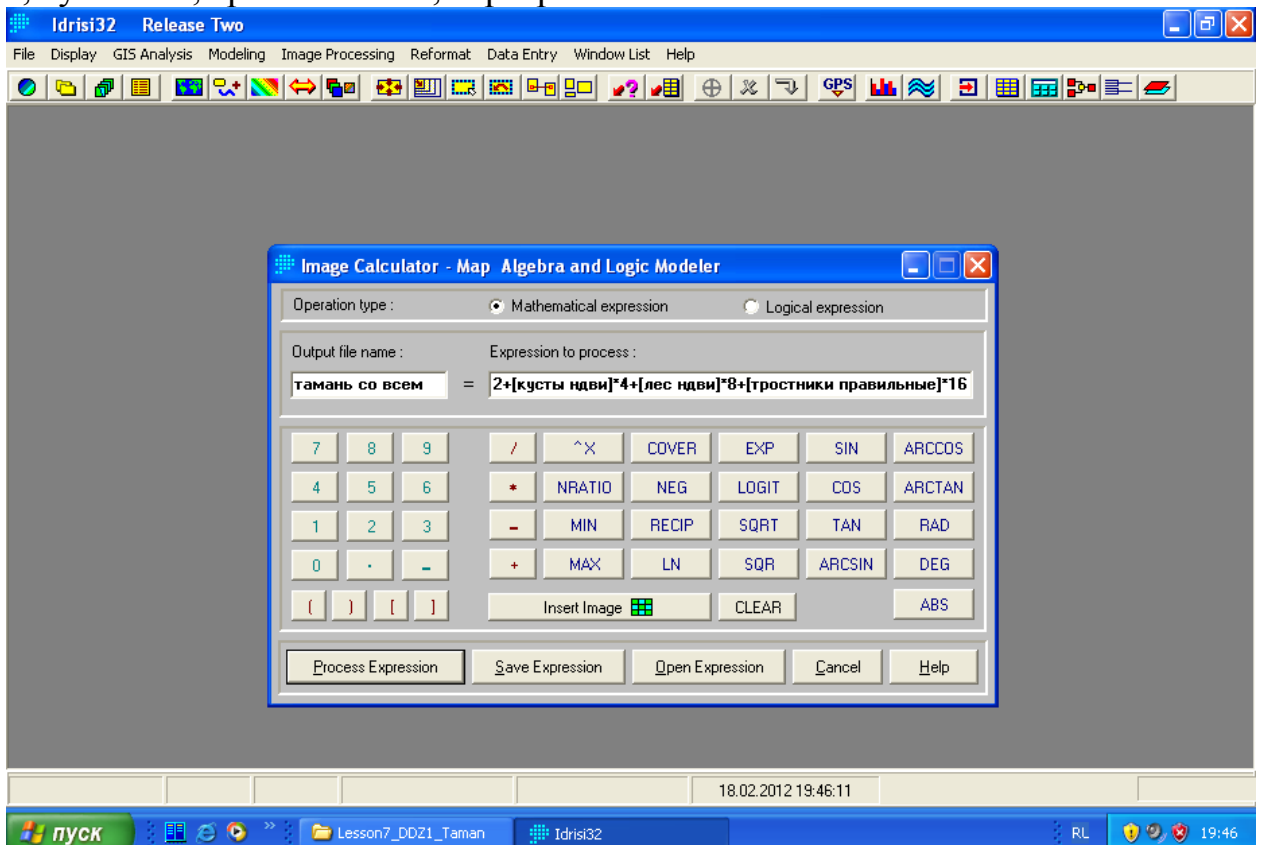 Idrisi32 Release Two
File Display GIS Analysis Modeling Image Processing Reformat Data Entry Window List Help
GPS
Image Calculator - Map Algebra and Logic Modeler
Operation type : Mathematical expression Logical expression
Output file name : Expression to process :
тамань со всем = 2+[кусты ндви]*4+[лес ндви]*8+[тростники правильные]*16
7 8 9 / ^X COVER EXP SIN ARCCOS
4 5 6 * NRATIO NEG LOGIT COS ARCTAN
1 2 3 - MIN RECIP SQRT TAN RAD
0 . - + MAX LN SQR ARCSIN DEG
( ) [ ] Insert Image CLEAR ABS
Process Expression Save Expression Open Expression Cancel Help
18.02.2012 19:46:11
пуск » Lesson7_DDZ1_Taman Idrisi32 RL 19:46